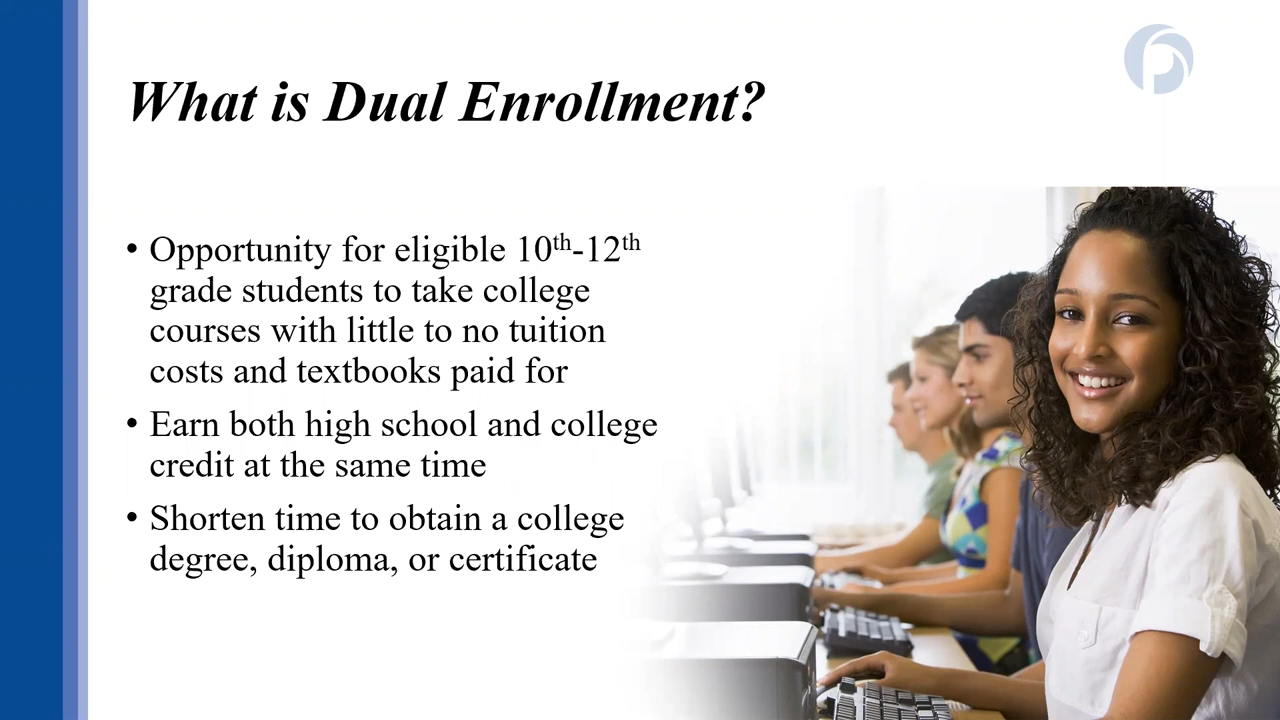 What is Dual Enrollment?
• Opportunity for eligible 10th-12th
grade students to take college
courses with little to no tuition
costs and textbooks paid for
• Earn both high school and college
credit at the same time
• Shorten time to obtain a college
degree, diploma, or certificate